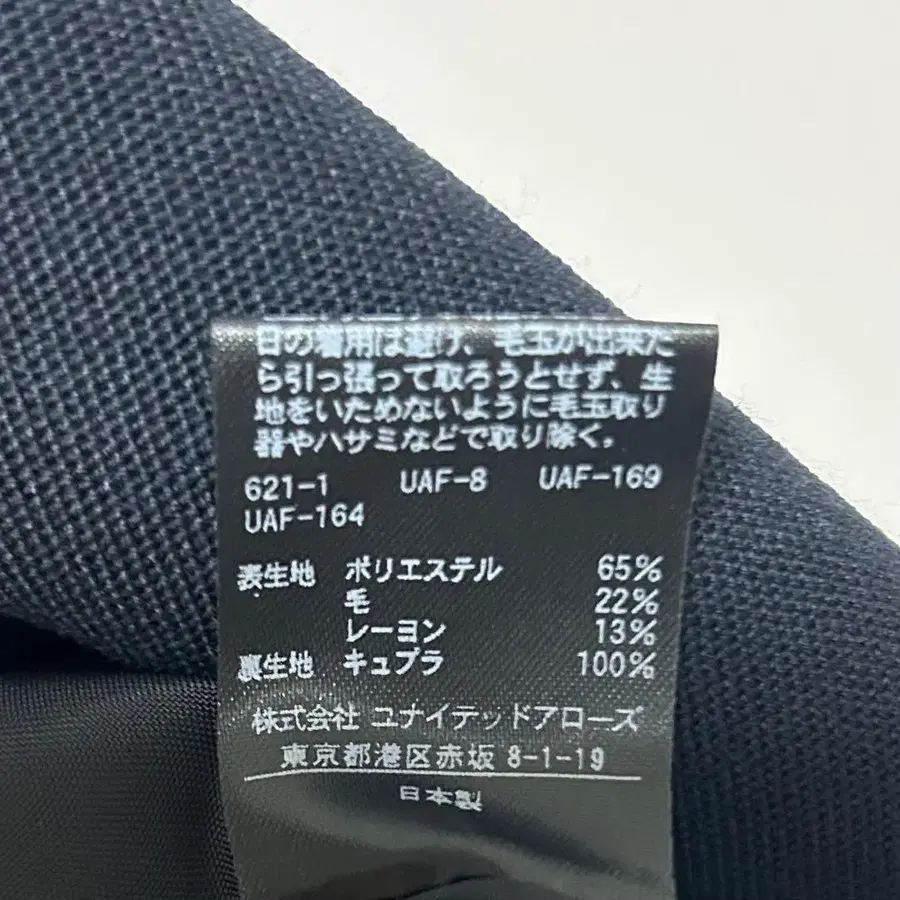 日の着用は避け、毛玉が出来た
ら引っ張って取ろうとせず、生
地をいためないように毛玉取り
器やハサミなどで取り除く。
621-1 UAF-8 UAF-169
UAF-164
表生地 ポリエステル 65%
毛 22%
レーヨン 13%
裏生地 キュプラ 100%
株式会社 ユナイテッドアローズ
東京都港区赤坂 8-1-19
日本製